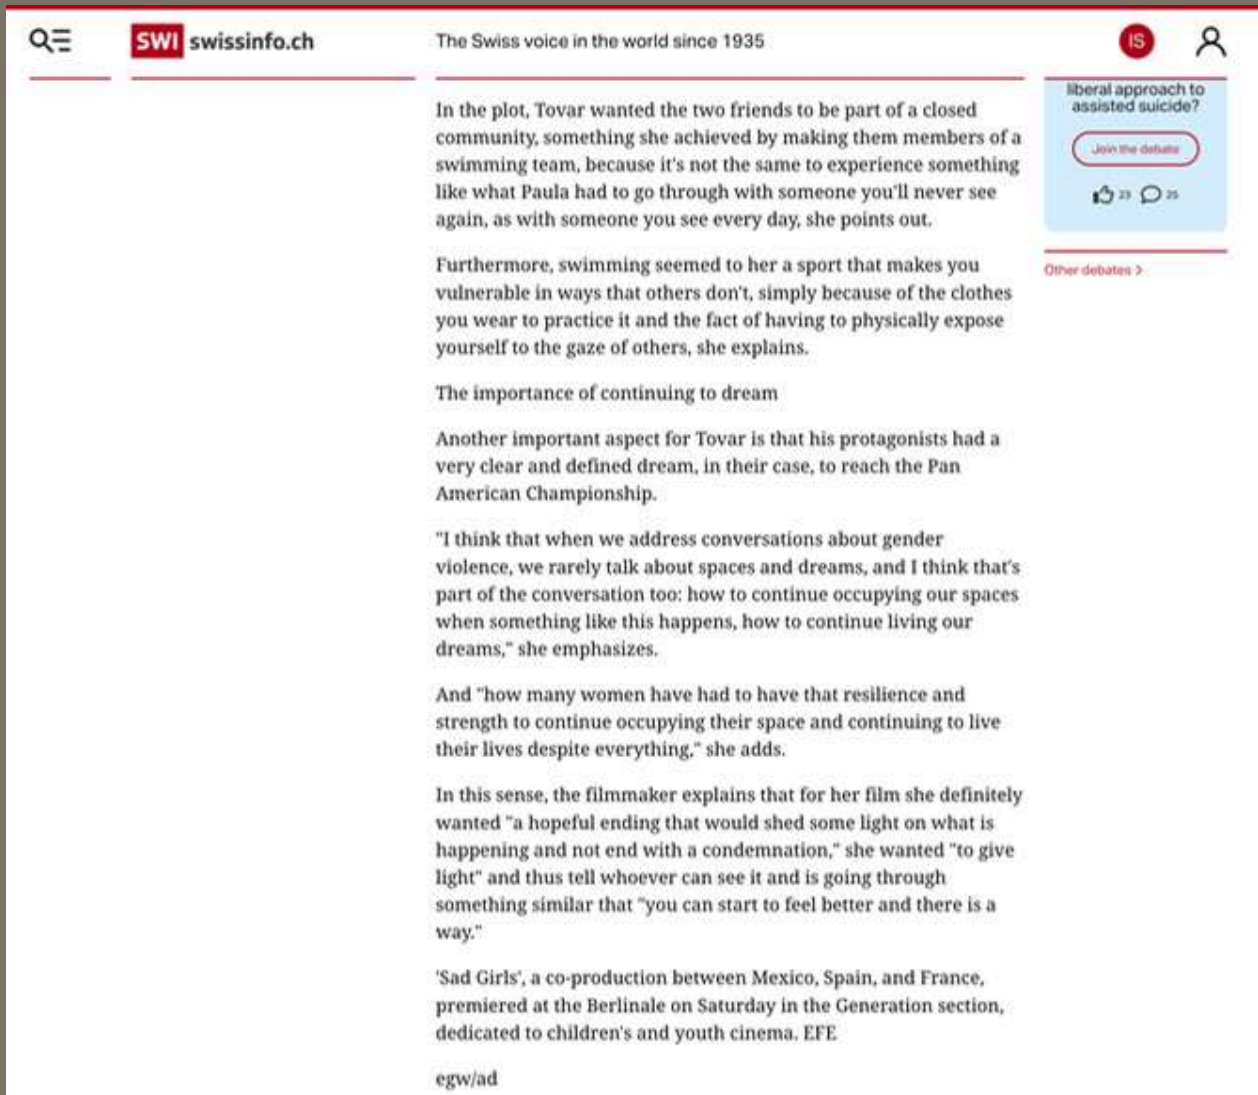 SWI swissinfo.ch
The Swiss voice in the world since 1935
IS
In the plot, Tovar wanted the two friends to be part of a closed
community, something she achieved by making them members of a
swimming team, because it's not the same to experience something
like what Paula had to go through with someone you'll never see
again, as with someone you see every day, she points out.
Furthermore, swimming seemed to her a sport that makes you
vulnerable in ways that others don't, simply because of the clothes
you wear to practice it and the fact of having to physically expose
yourself to the gaze of others, she explains.
The importance of continuing to dream
Another important aspect for Tovar is that his protagonists had a
very clear and defined dream, in their case, to reach the Pan
American Championship.
"I think that when we address conversations about gender
violence, we rarely talk about spaces and dreams, and I think that's
part of the conversation too: how to continue occupying our spaces
when something like this happens, how to continue living our
dreams," she emphasizes.
And "how many women have had to have that resilience and
strength to continue occupying their space and continuing to live
their lives despite everything," she adds.
In this sense, the filmmaker explains that for her film she definitely
wanted "a hopeful ending that would shed some light on what is
happening and not end with a condemnation," she wanted "to give
light" and thus tell whoever can see it and is going through
something similar that "you can start to feel better and there is a
way."
'Sad Girls', a co-production between Mexico, Spain, and France,
premiered at the Berlinale on Saturday in the Generation section,
dedicated to children's and youth cinema. EFE
egw/ad
liberal approach to
assisted suicide?
Join the debate
23 25
Other debates >